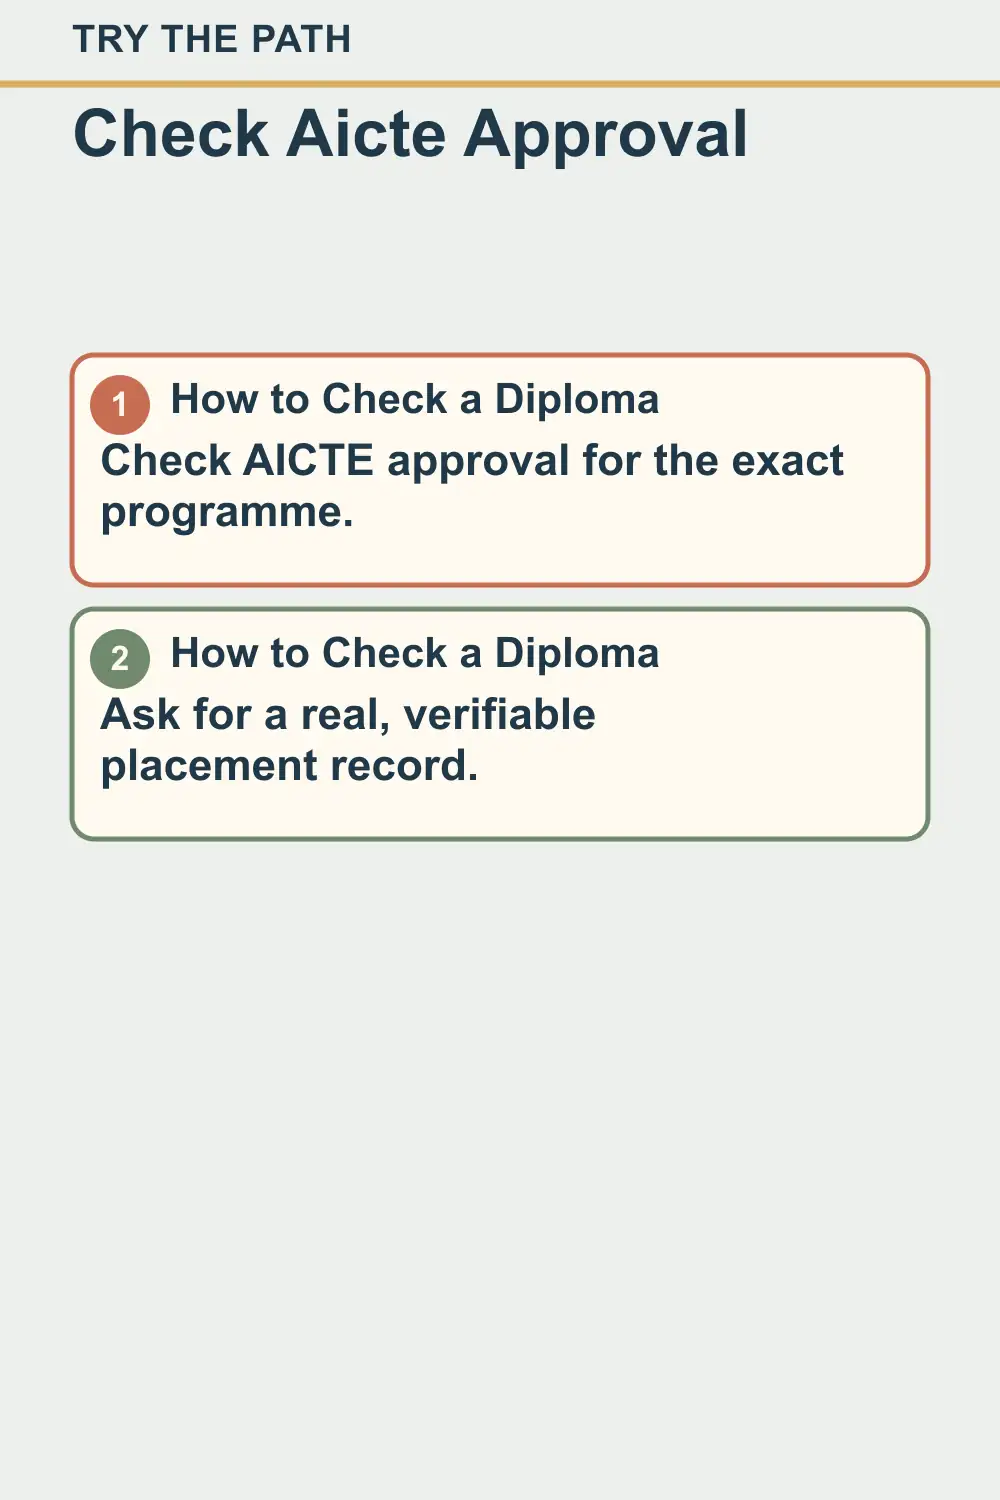 TRY THE PATH
Check Aicte Approval
1 How to Check a Diploma
Check AICTE approval for the exact
programme.
2 How to Check a Diploma
Ask for a real, verifiable
placement record.